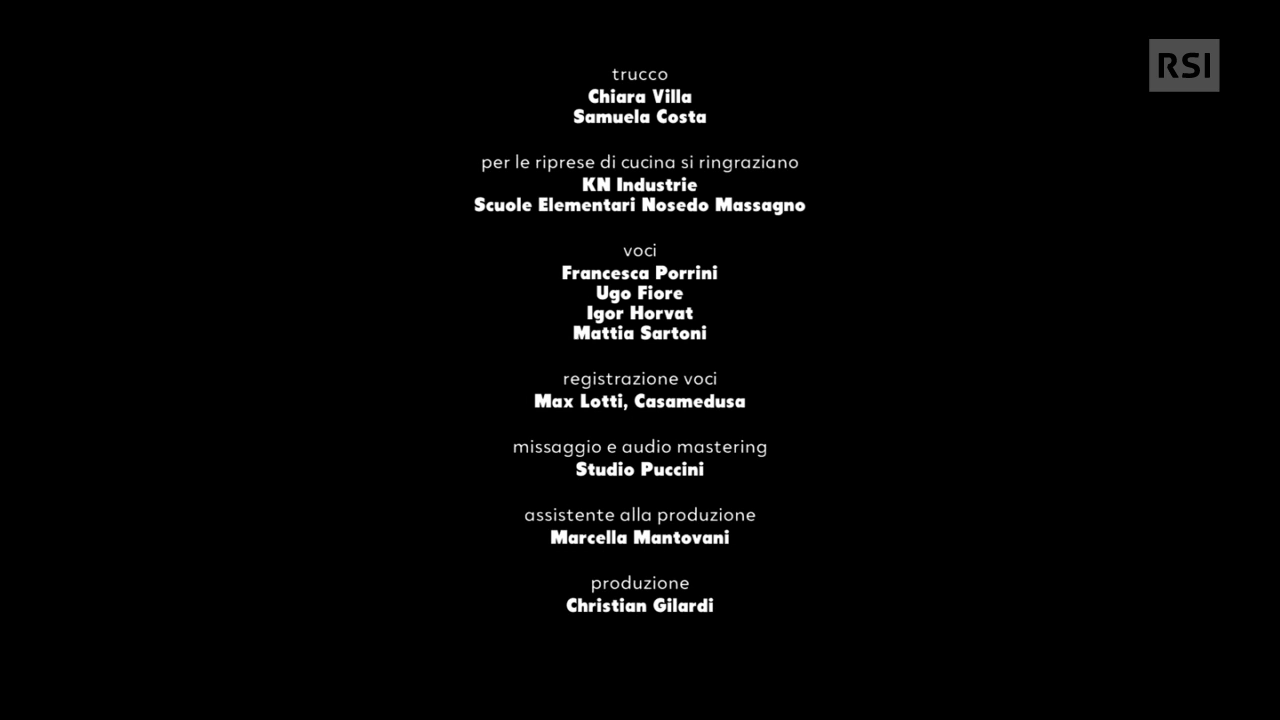 RSI
trucco
Chiara Villa
Samuela Costa
per le riprese di cucina si ringraziano
KN Industrie
Scuole Elementari Nosedo Massagno
voci
Francesca Porrini
Ugo Fiore
Igor Horvat
Mattia Sartoni
registrazione voci
Max Lotti, Casamedusa
missaggio e audio mastering
Studio Puccini
assistente alla produzione
Marcella Mantovani
produzione
Christian Gilardi